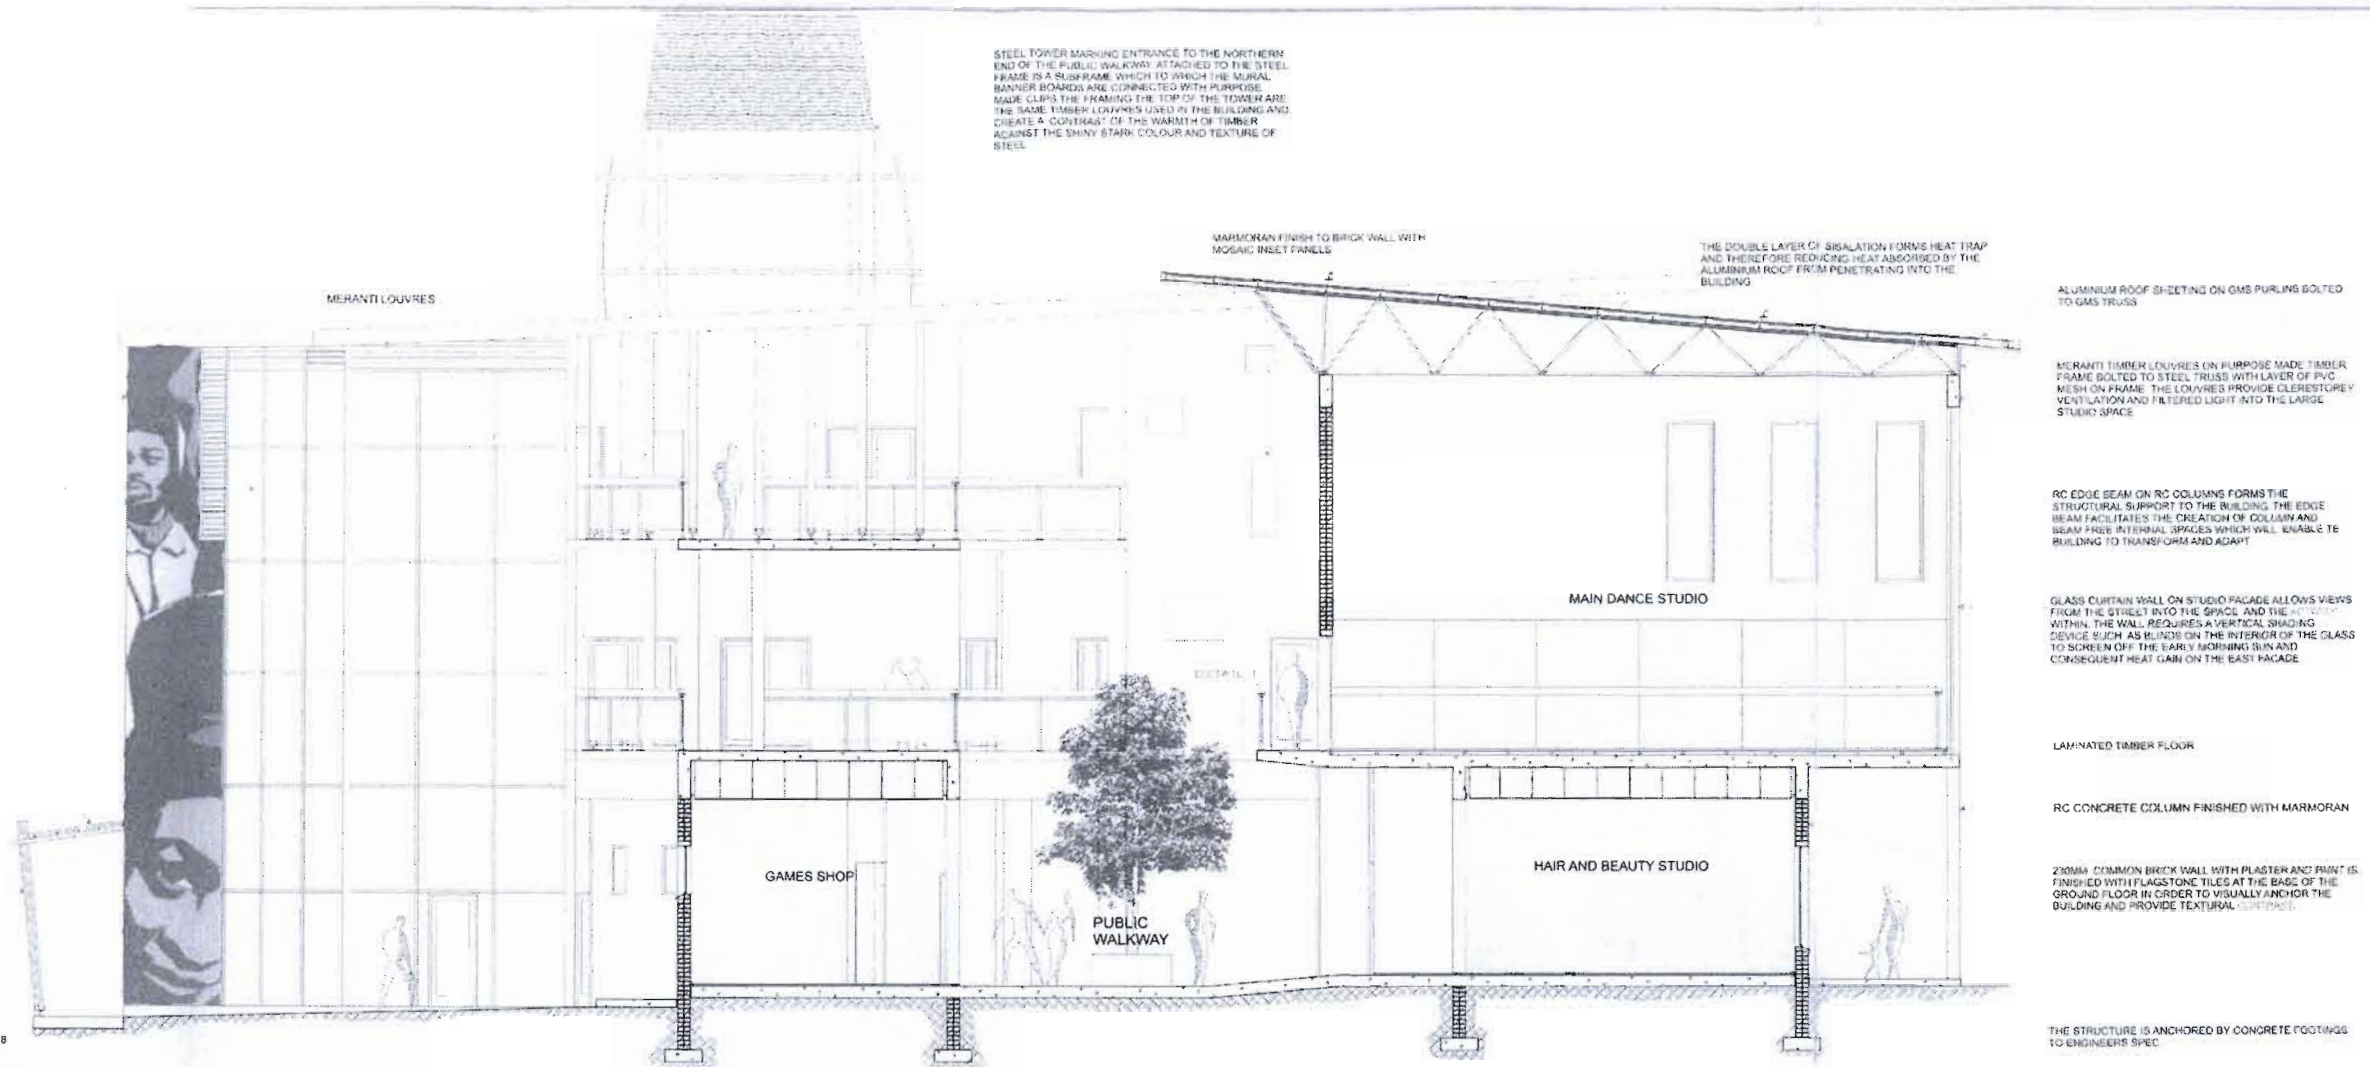 STEEL TOWER MARKING ENTRANCE TO THE NORTHERN
END OF THE PUBLIC WALKWAY ATTACHED TO THE STEEL
FRAME IS A SUBFRAME WHICH TO WHICH THE MURAL
BANNER BOARDS ARE CONNECTED WITH PURPOSE
MADE CLIPS THE FRAMING THE TOP OF THE TOWER ARE
THE SAME TIMBER LOUVRES USED IN THE BUILDING AND
CREATE A CONTRAST OF THE WARMTH OF TIMBER
AGAINST THE SHINY STARK COLOUR AND TEXTURE OF
STEEL
MARMORAN FINISH TO BRICK WALL WITH
MOSAIC INSET PANELS
THE DOUBLE LAYER OF SISALATION FORMS HEAT TRAP
AND THEREFORE REDUCING HEAT ABSORBED BY THE
ALUMINIUM ROOF FROM PENETRATING INTO THE
BUILDING
MERANTI LOUVRES
ALUMINIUM ROOF SHEETING ON GMS PURLINS BOLTED
TO GMS TRUSS
MERANTI TIMBER LOUVRES ON PURPOSE MADE TIMBER
FRAME BOLTED TO STEEL TRUSS WITH LAYER OF PVC
MESH ON FRAME THE LOUVRES PROVIDE CLERESTOREY
VENTILATION AND FILTERED LIGHT INTO THE LARGE
STUDIO SPACE
RC EDGE BEAM ON RC COLUMNS FORMS THE
STRUCTURAL SUPPORT TO THE BUILDING THE EDGE
BEAM FACILITATES THE CREATION OF COLUMN AND
BEAM FREE INTERNAL SPACES WHICH WILL ENABLE TE
BUILDING TO TRANSFORM AND ADAPT
MAIN DANCE STUDIO
GLASS CURTAIN WALL ON STUDIO FACADE ALLOWS VIEWS
FROM THE STREET INTO THE SPACE AND THE
WITHIN. THE WALL REQUIRES A VERTICAL SHADING
DEVICE SUCH AS BLINDS ON THE INTERIOR OF THE GLASS
TO SCREEN OFF THE EARLY MORNING SUN AND
CONSEQUENT HEAT GAIN ON THE EAST FACADE
LAMINATED TIMBER FLOOR
RC CONCRETE COLUMN FINISHED WITH MARMORAN
GAMES SHOP
HAIR AND BEAUTY STUDIO
230MM COMMON BRICK WALL WITH PLASTER AND PAINT IS
FINISHED WITH FLAGSTONE TILES AT THE BASE OF THE
GROUND FLOOR IN ORDER TO VISUALLY ANCHOR THE
BUILDING AND PROVIDE TEXTURAL
PUBLIC
WALKWAY
THE STRUCTURE IS ANCHORED BY CONCRETE FOOTINGS
TO ENGINEERS SPEC
8